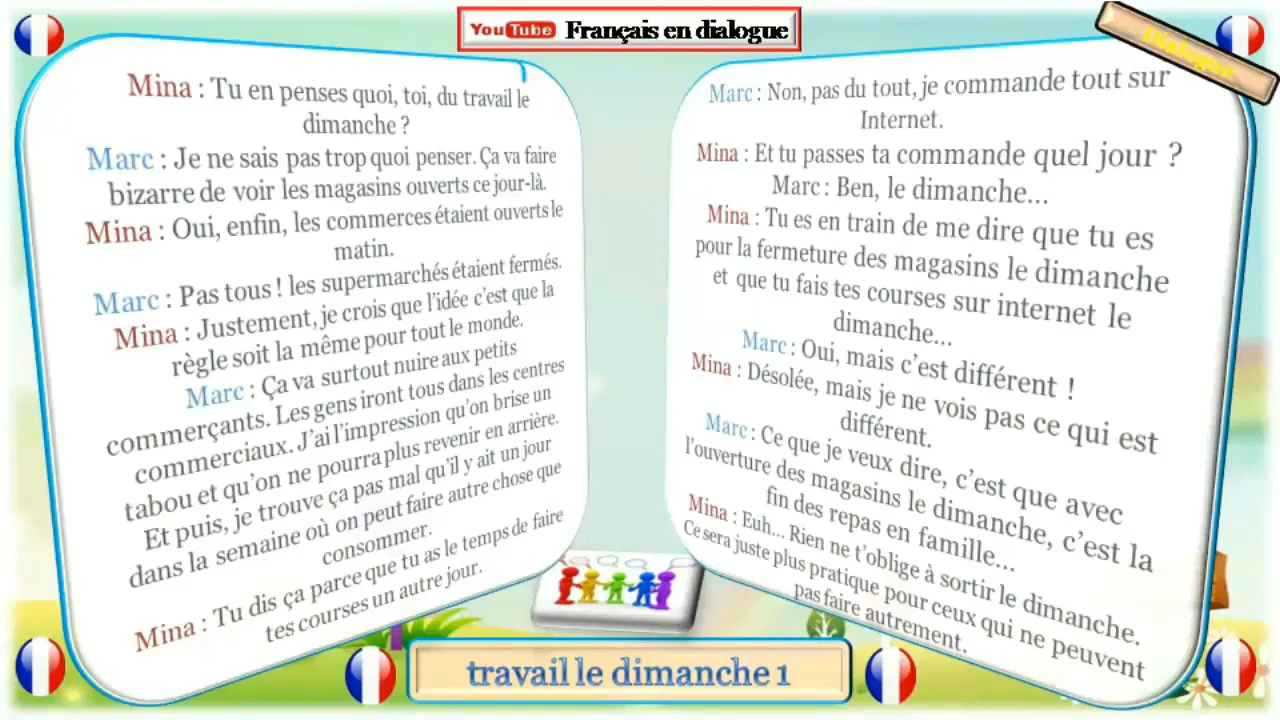 YouTube Français en dialogue
Dialogue
Mina : Tu en penses quoi, toi, du travail le
dimanche ?
Marc : Je ne sais pas trop quoi penser. Ça va faire
bizarre de voir les magasins ouverts ce jour-là.
Mina : Oui, enfin, les commerces étaient ouverts le
matin.
Marc : Pas tous ! les supermarchés étaient fermés.
Mina : Justement, je crois que l'idée c'est que la
règle soit la même pour tout le monde.
Marc : Ça va surtout nuire aux petits
commerçants. Les gens iront tous dans les centres
commerciaux. J'ai l'impression qu'on brise un
tabou et qu'on ne pourra plus revenir en arrière.
Et puis, je trouve ça pas mal qu'il y ait un jour
dans la semaine où on peut faire autre chose que
consommer.
Mina : Tu dis ça parce que tu as le temps de faire
tes courses un autre jour.
Marc : Non, pas du tout, je commande tout sur
Internet.
Mina : Et tu passes ta commande quel jour ?
Marc : Ben, le dimanche...
Mina : Tu es en train de me dire que tu es
pour la fermeture des magasins le dimanche
et que tu fais tes courses sur internet le
dimanche...
Marc : Oui, mais c'est différent !
Mina : Désolée, mais je ne vois pas ce qui est
différent.
Marc : Ce que je veux dire, c'est que avec
l'ouverture des magasins le dimanche, c'est la
fin des repas en famille...
Mina : Euh... Rien ne t'oblige à sortir le dimanche.
Ce sera juste plus pratique pour ceux qui ne peuvent
pas faire autrement.
travail le dimanche 1